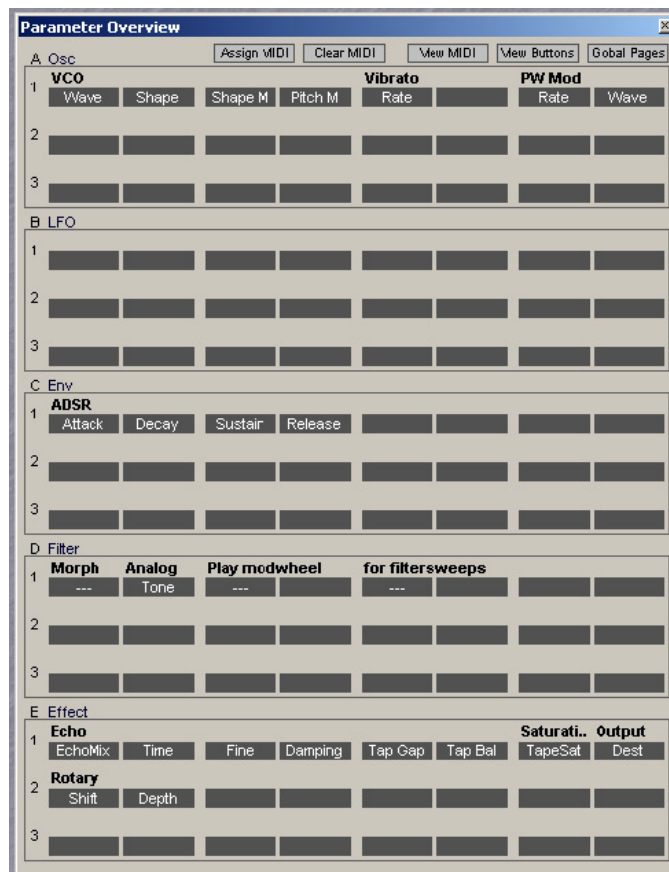 Parameter Overview
A Osc
Assign MIDI Clear MIDI View MIDI View Buttons Gobal Pages
VCO Vibrato PW Mod
1 Wave Shape Shape M Pitch M Rate Rate Wave
2
3
B LFO
1
2
3
C Env
ADSR
1 Attack Decay Sustain Release
2
3
D Filter
Morph Analog Play modwheel for filtersweeps
1 --- Tone --- ---
2
3
E Effect
Echo Saturati.. Output
1 EchoMix Time Fine Damping Tap Gap Tap Bal TapeSat Dest
Rotary
2 Shift Depth
3